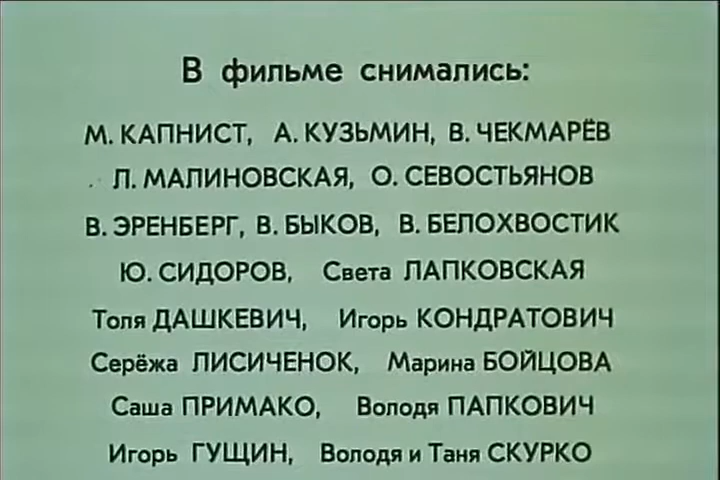 В фильме снимались:
М. КАПНИСТ, А. КУЗЬМИН, В. ЧЕКМАРЁВ
Л. МАЛИНОВСКАЯ, О. СЕВОСТЬЯНОВ
В. ЭРЕНБЕРГ, В. БЫКОВ, В. БЕЛОХВОСТИК
Ю. СИДОРОВ, Света ЛАПКОВСКАЯ
Толя ДАШКЕВИЧ, Игорь КОНДРАТОВИЧ
Серёжа ЛИСИЧЕНОК, Марина БОЙЦОВА
Саша ПРИМАКО, Володя ПАПКОВИЧ
Игорь ГУЩИН, Володя и Таня СКУРКО